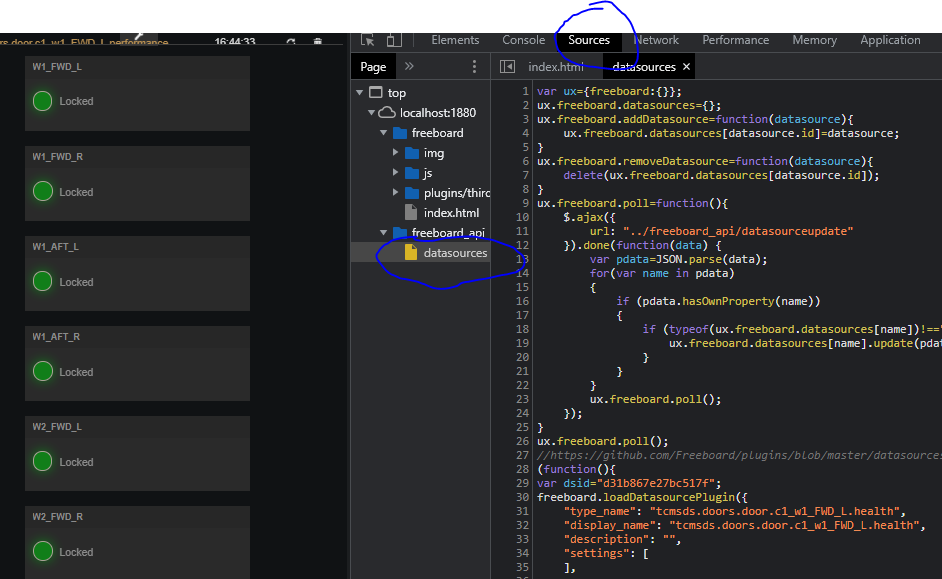 rs.door.c1_w1_FWD_L.performance
16:44:33
W1_FWD_L
Locked
W1_FWD_R
Locked
W1_AFT_L
Locked
W1_AFT_R
Locked
W2_FWD_L
Locked
W2_FWD_R
Locked
Elements Console Sources Network Performance Memory Application
Page »
index.html datasources ×
top
localhost:1880
freeboard
img
js
plugins/third
index.html
freeboard_api
datasources
1 var ux={freeboard:{}};
2 ux.freeboard.datasources={};
3 ux.freeboard.addDatasource=function(datasource){
4 ux.freeboard.datasources[datasource.id]=datasource;
5 }
6 ux.freeboard.removeDatasource=function(datasource){
7 delete(ux.freeboard.datasources[datasource.id]);
8 }
9 ux.freeboard.poll=function(){
10 $.ajax({
11 url: "../freeboard_api/datasourceupdate"
12 }).done(function(data) {
13 var pdata=JSON.parse(data);
14 for(var name in pdata)
15 {
16 if (pdata.hasOwnProperty(name))
17 {
18 if (typeof(ux.freeboard.datasources[name])!=="
19 ux.freeboard.datasources[name].update(pdat
20 }
21 }
22 }
23 ux.freeboard.poll();
24 });
25 }
26 ux.freeboard.poll();
27 //https://github.com/Freeboard/plugins/blob/master/datasources
28 (function(){
29 var dsid="d31b867e27bc517f";
30 freeboard.loadDatasourcePlugin({
31 "type_name": "tcmsds.doors.door.c1_w1_FWD_L.health",
32 "display_name": "tcmsds.doors.door.c1_w1_FWD_L.health",
33 "description": "",
34 "settings": [
35 ],